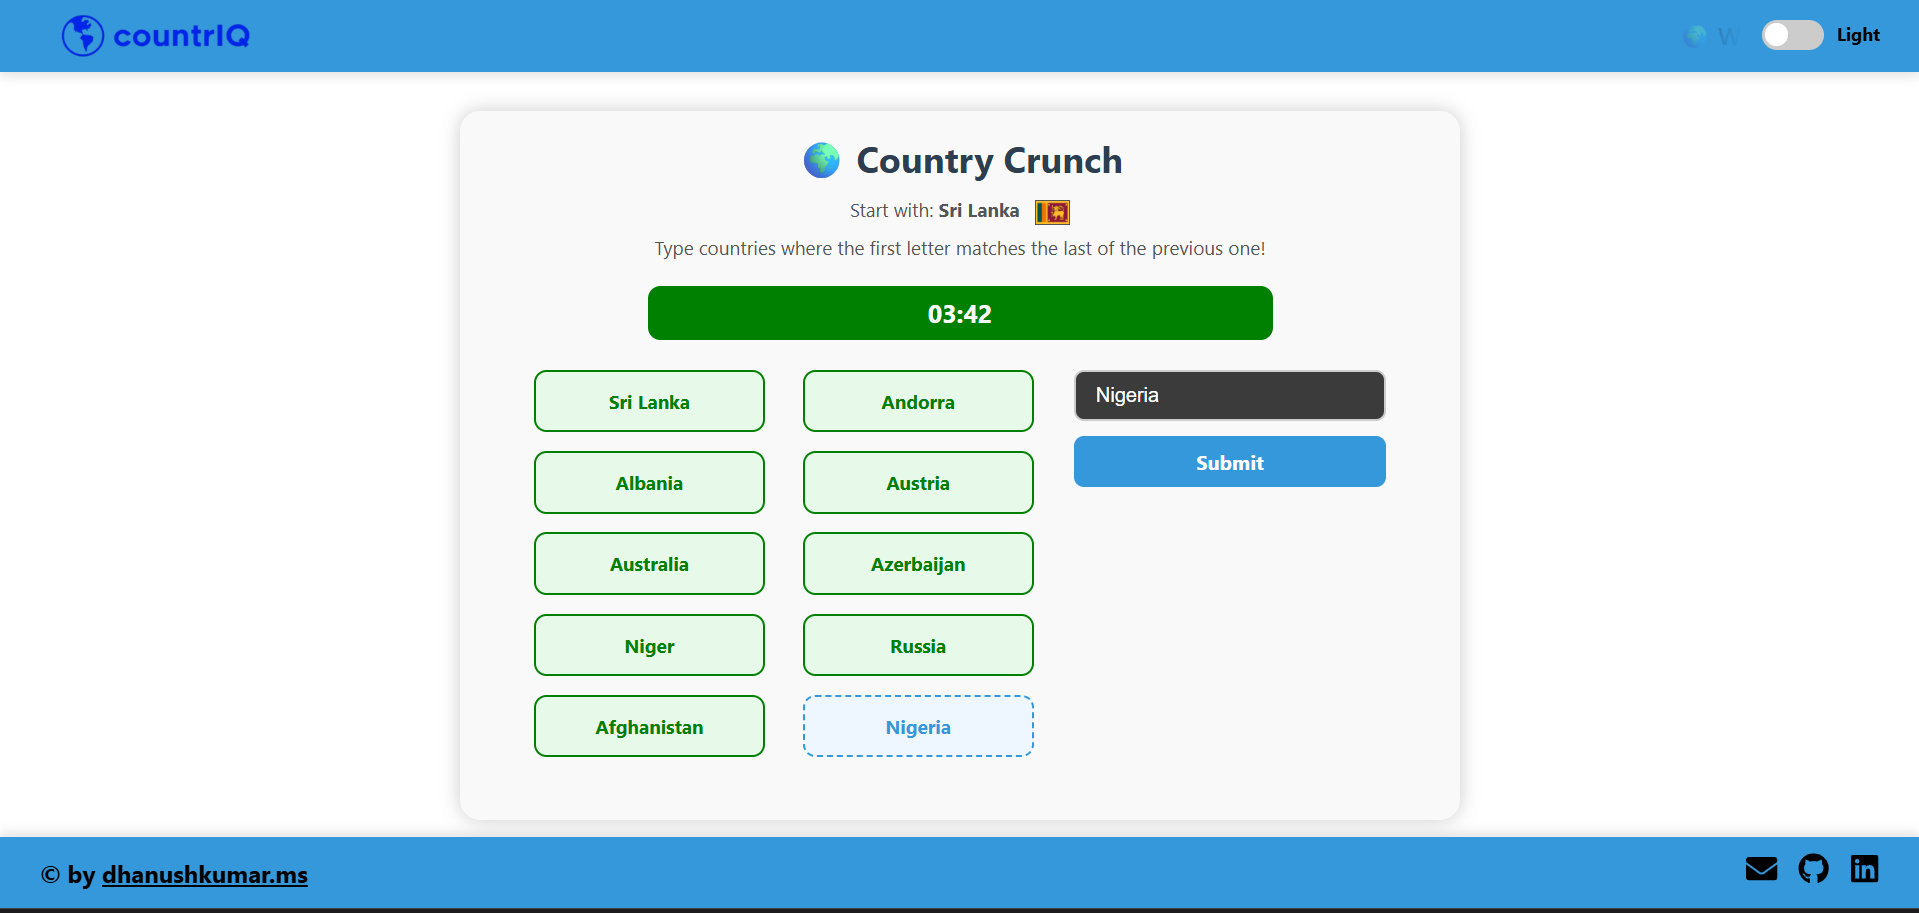 countrIQ
W
Light
Country Crunch
Start with: Sri Lanka
Type countries where the first letter matches the last of the previous one!
03:42
Sri Lanka
Andorra
Nigeria
Submit
Albania
Austria
Australia
Azerbaijan
Niger
Russia
Afghanistan
Nigeria
© by dhanushkumar.ms